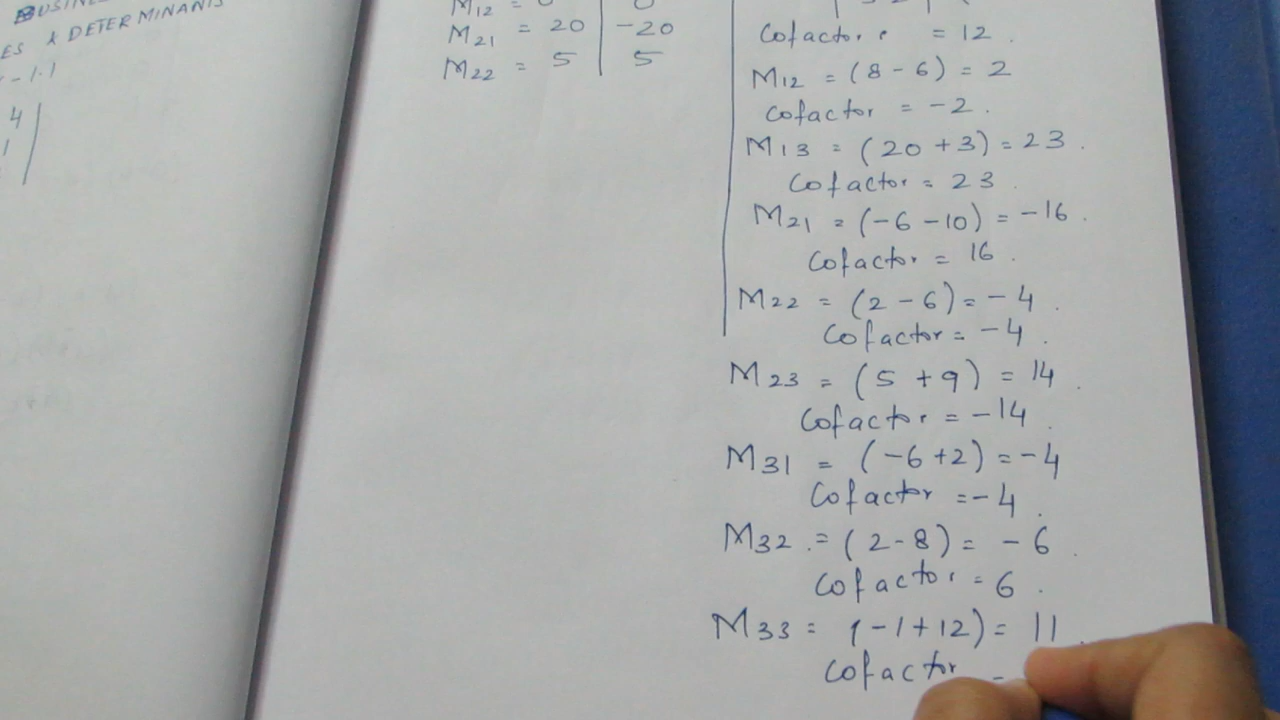 ES & DETERMINANTS
- 1.1
4
1
M12 = 0 | 0
M21 = 20 | -20
M22 = 5 | 5
Cofactor = 12 .
M12 = (8 - 6) = 2
Cofactor = -2 .
M13 = (20 + 3) = 23 .
Cofactor = 23 .
M21 = (-6 - 10) = -16 .
Cofactor = 16 .
M22 = (2 - 6) = -4 .
Cofactor = -4 .
M23 = (5 + 9) = 14 .
Cofactor = -14 .
M31 = (-6 + 2) = -4
Cofactor = -4 .
M32 = (2 - 8) = -6 .
Cofactor = 6 .
M33 = (-1 + 12) = 11 .
Cofactor